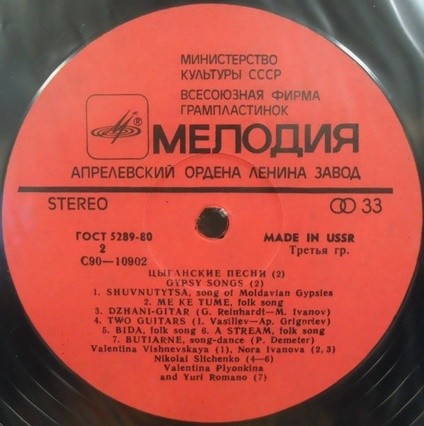 МИНИСТЕРСТВО
КУЛЬТУРЫ СССР
ВСЕСОЮЗНАЯ ФИРМА
ГРАМПЛАСТИНОК
® МЕЛОДИЯ
АПРЕЛЕВСКИЙ ОРДЕНА ЛЕНИНА ЗАВОД
STEREO 33
ГОСТ 5289-80 MADE IN USSR
2 Третья гр.
С90—10902
ЦЫГАНСКИЕ ПЕСНИ (2)
GYPSY SONGS (2)
1. SHUVNUTYTSA, song of Moldavian Gypsies
2. ME KE TUME, folk song
3. DZHANI-GITAR (G. Reinhardt—M. Ivanov)
4. TWO GUITARS (I. Vasiliev—Ap. Grigoriev)
5. BIDA, folk song 6. A STREAM, folk song
7. BUTIARNE, song-dance (P. Demeter)
Valentina Vishnevskaya (1), Nora Ivanova (2, 3)
Nikolai Slichenko (4—6)
Valentina Plyonkina
and Yuri Romano (7)